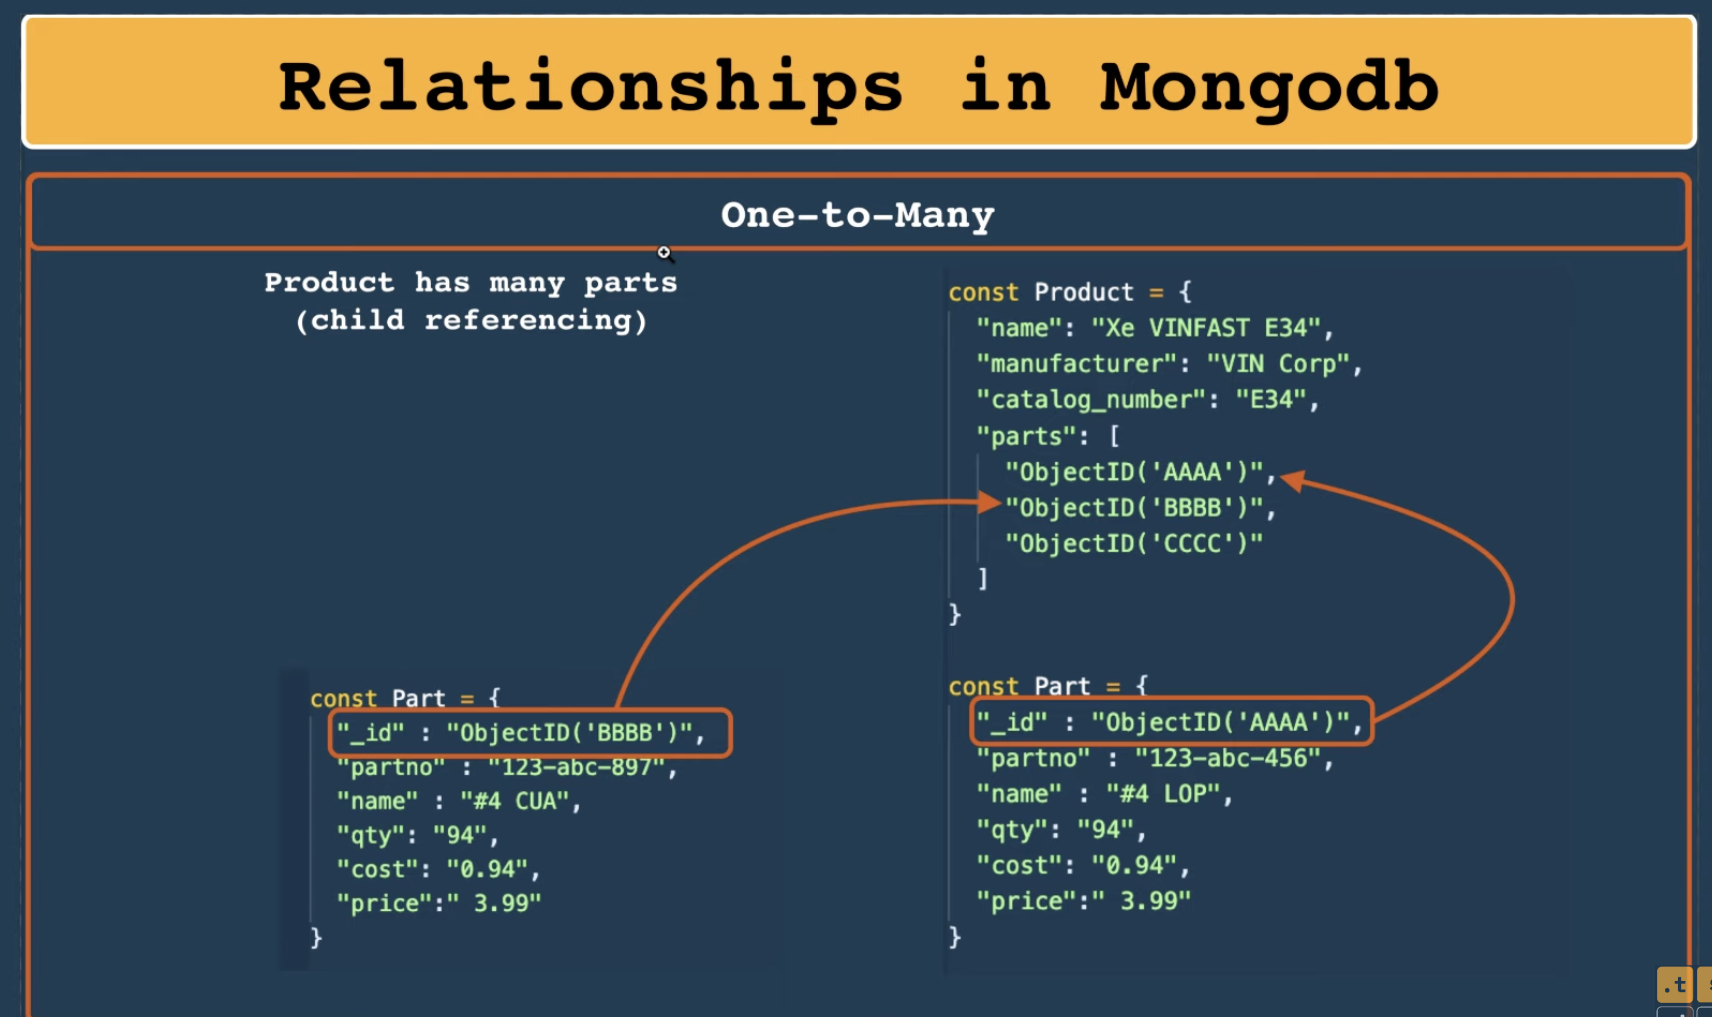 Relationships in Mongodb
One-to-Many
Product has many parts
(child referencing)
const Product = {
"name": "Xe VINFAST E34",
"manufacturer": "VIN Corp",
"catalog_number": "E34",
"parts": [
"ObjectID('AAAA')",
"ObjectID('BBBB')",
"ObjectID('CCCC')"
]
}
const Part = {
"_id" : "ObjectID('BBBB')",
"partno" : "123-abc-897",
"name" : "#4 CUA",
"qty": "94",
"cost": "0.94",
"price":" 3.99"
}
const Part = {
"_id" : "ObjectID('AAAA')",
"partno" : "123-abc-456",
"name" : "#4 LOP",
"qty": "94",
"cost": "0.94",
"price":" 3.99"
}
.t